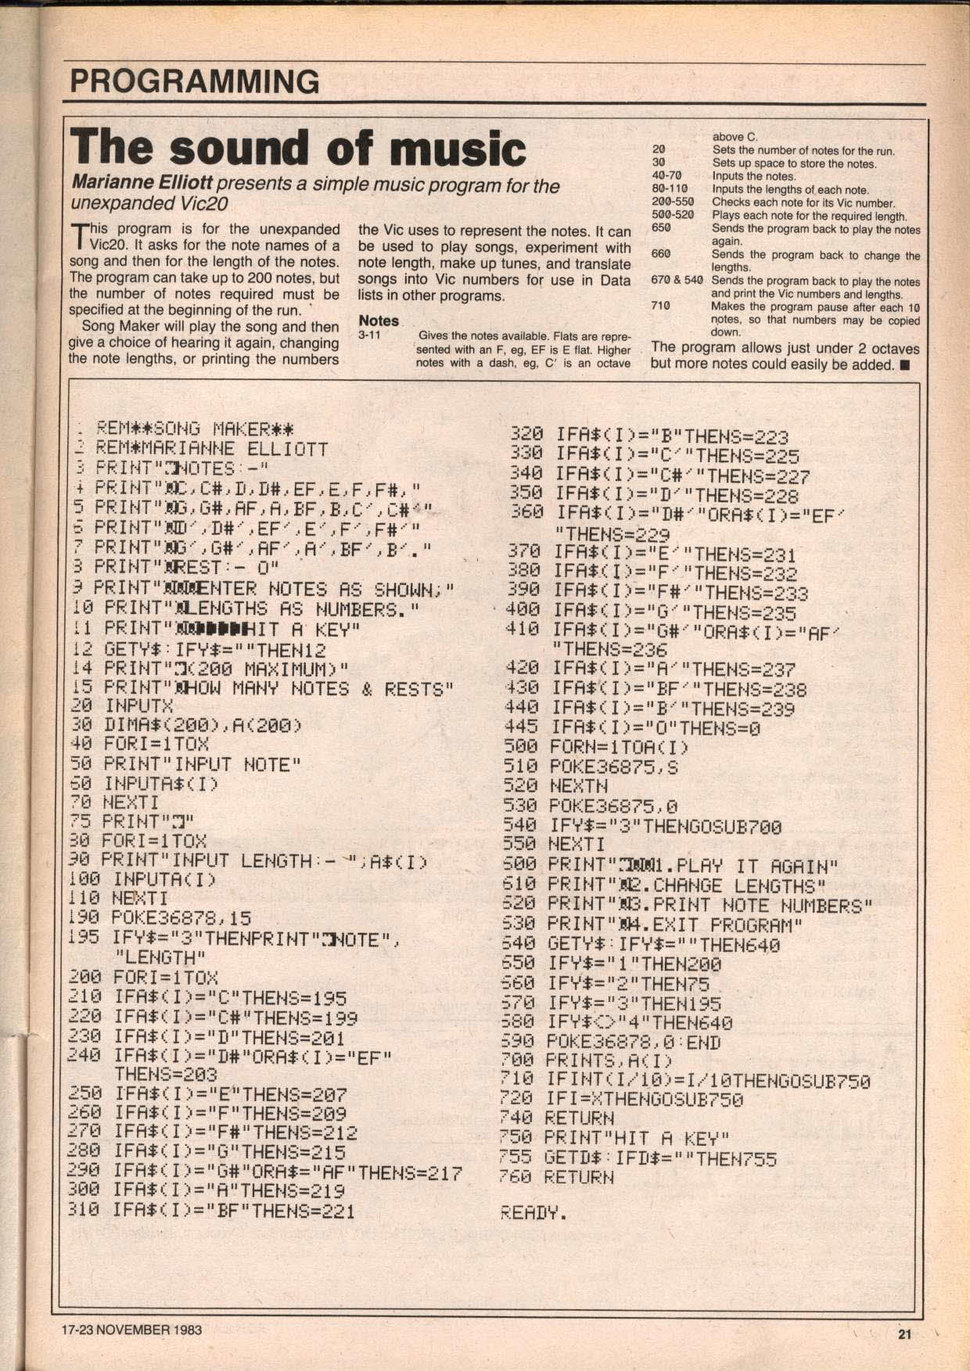 PROGRAMMING
The sound of music
Marianne Elliott presents a simple music program for the
unexpanded Vic20
This program is for the unexpanded
Vic20. It asks for the note names of a
song and then for the length of the notes.
The program can take up to 200 notes, but
the number of notes required must be
specified at the beginning of the run.
Song Maker will play the song and then
give a choice of hearing it again, changing
the note lengths, or printing the numbers
the Vic uses to represent the notes. It can
be used to play songs, experiment with
note length, make up tunes, and translate
songs into Vic numbers for use in Data
lists in other programs.
Notes
3-11 Gives the notes available. Flats are repre-
sented with an F, eg, EF is E flat. Higher
notes with a dash, eg, C' is an octave
above C.
20 Sets the number of notes for the run.
30 Sets up space to store the notes.
40-70 Inputs the notes.
80-110 Inputs the lengths of each note.
200-550 Checks each note for its Vic number.
500-520 Plays each note for the required length.
650 Sends the program back to play the notes
again.
660 Sends the program back to change the
lengths.
670 & 540 Sends the program back to play the notes
and print the Vic numbers and lengths.
710 Makes the program pause after each 10
notes, so that numbers may be copied
down.
The program allows just under 2 octaves
but more notes could easily be added. ■
1 REM**SONG MAKER**
2 REM*MARIANNE ELLIOTT
3 PRINT"NOTES:-"
4 PRINT"C,C#,D,D#,EF,E,F,F#,"
5 PRINT"G,G#,AF,A,BF,B,C',C#'"
6 PRINT"D',D#',EF',E',F',F#'"
7 PRINT"G',G#',AF',A',BF',B'."
8 PRINT"REST:- O"
9 PRINT"ENTER NOTES AS SHOWN;"
10 PRINT"LENGTHS AS NUMBERS."
11 PRINT"HIT A KEY"
12 GETY$:IFY$=""THEN12
14 PRINT"(200 MAXIMUM)"
15 PRINT"HOW MANY NOTES & RESTS"
20 INPUTX
30 DIMA$(200),A(200)
40 FORI=1TOX
50 PRINT"INPUT NOTE"
60 INPUTA$(I)
70 NEXTI
75 PRINT""
80 FORI=1TOX
90 PRINT"INPUT LENGTH:- ";A$(I)
100 INPUTA(I)
110 NEXTI
190 POKE36878,15
195 IFY$="3"THENPRINT"NOTE",
"LENGTH"
200 FORI=1TOX
210 IFA$(I)="C"THENS=195
220 IFA$(I)="C#"THENS=199
230 IFA$(I)="D"THENS=201
240 IFA$(I)="D#"ORA$(I)="EF"
THENS=203
250 IFA$(I)="E"THENS=207
260 IFA$(I)="F"THENS=209
270 IFA$(I)="F#"THENS=212
280 IFA$(I)="G"THENS=215
290 IFA$(I)="G#"ORA$="AF"THENS=217
300 IFA$(I)="A"THENS=219
310 IFA$(I)="BF"THENS=221
320 IFA$(I)="B"THENS=223
330 IFA$(I)="C'"THENS=225
340 IFA$(I)="C#'"THENS=227
350 IFA$(I)="D'"THENS=228
360 IFA$(I)="D#'"ORA$(I)="EF'
"THENS=229
370 IFA$(I)="E'"THENS=231
380 IFA$(I)="F'"THENS=232
390 IFA$(I)="F#'"THENS=233
400 IFA$(I)="G'"THENS=235
410 IFA$(I)="G#'"ORA$(I)="AF'
"THENS=236
420 IFA$(I)="A'"THENS=237
430 IFA$(I)="BF'"THENS=238
440 IFA$(I)="B'"THENS=239
445 IFA$(I)="O"THENS=0
500 FORN=1TOA(I)
510 POKE36875,S
520 NEXTN
530 POKE36875,0
540 IFY$="3"THENGOSUB700
550 NEXTI
600 PRINT"1.PLAY IT AGAIN"
610 PRINT"2.CHANGE LENGTHS"
620 PRINT"3.PRINT NOTE NUMBERS"
630 PRINT"4.EXIT PROGRAM"
640 GETY$:IFY$=""THEN640
650 IFY$="1"THEN200
660 IFY$="2"THEN75
670 IFY$="3"THEN195
680 IFY$<>"4"THEN640
690 POKE36878,0:END
700 PRINTS,A(I)
710 IFINT(I/10)=I/10THENGOSUB750
720 IFI=XTHENGOSUB750
740 RETURN
750 PRINT"HIT A KEY"
755 GETD$:IFD$=""THEN755
760 RETURN
READY.
17-23 NOVEMBER 1983
21